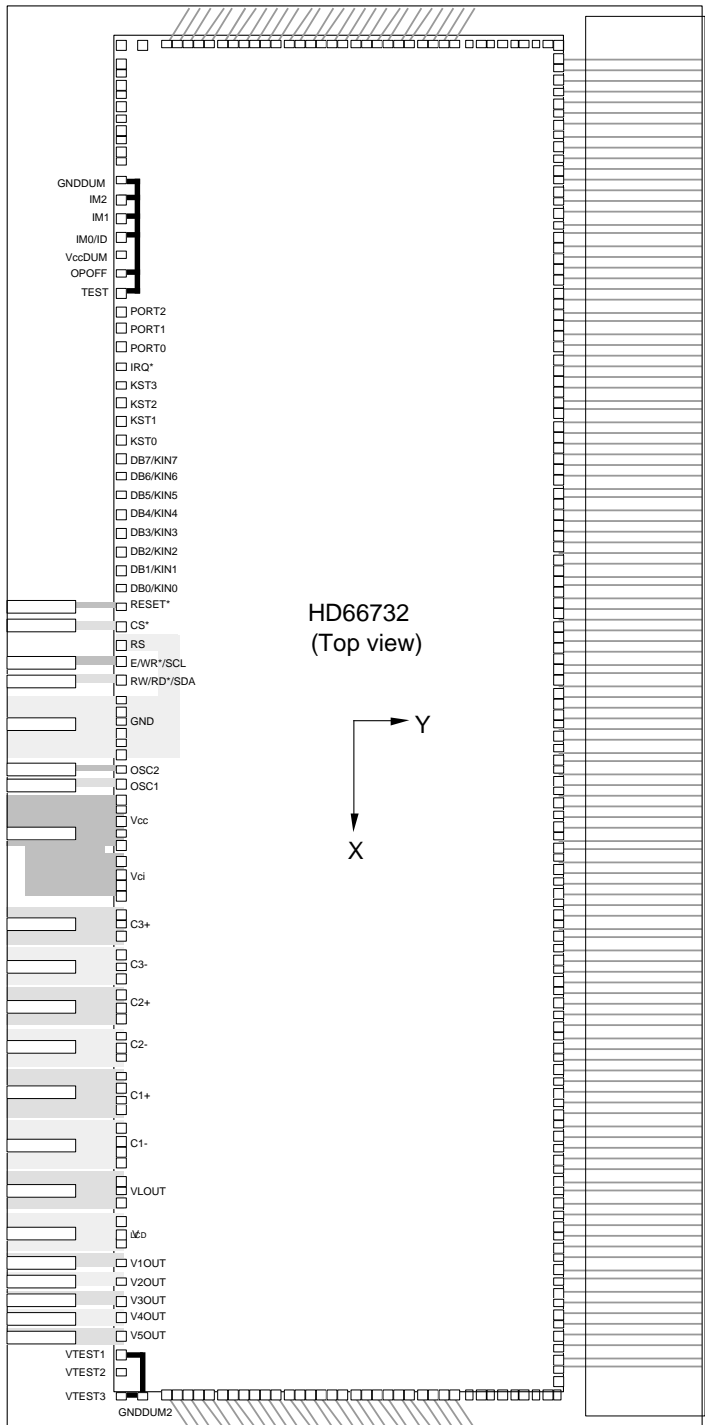 GNDDUM
IM2
IM1
IM0/ID
VccDUM
OPOFF
TEST
PORT2
PORT1
PORT0
IRQ*
KST3
KST2
KST1
KST0
DB7/KIN7
DB6/KIN6
DB5/KIN5
DB4/KIN4
DB3/KIN3
DB2/KIN2
DB1/KIN1
DB0/KIN0
RESET*
CS*
RS
E/WR*/SCL
RW/RD*/SDA
GND
OSC2
OSC1
Vcc
Vci
C3+
C3-
C2+
C2-
C1+
C1-
VLOUT
VLCD
V1OUT
V2OUT
V3OUT
V4OUT
V5OUT
VTEST1
VTEST2
VTEST3
GNDDUM2
HD66732
(Top view)
Y
X